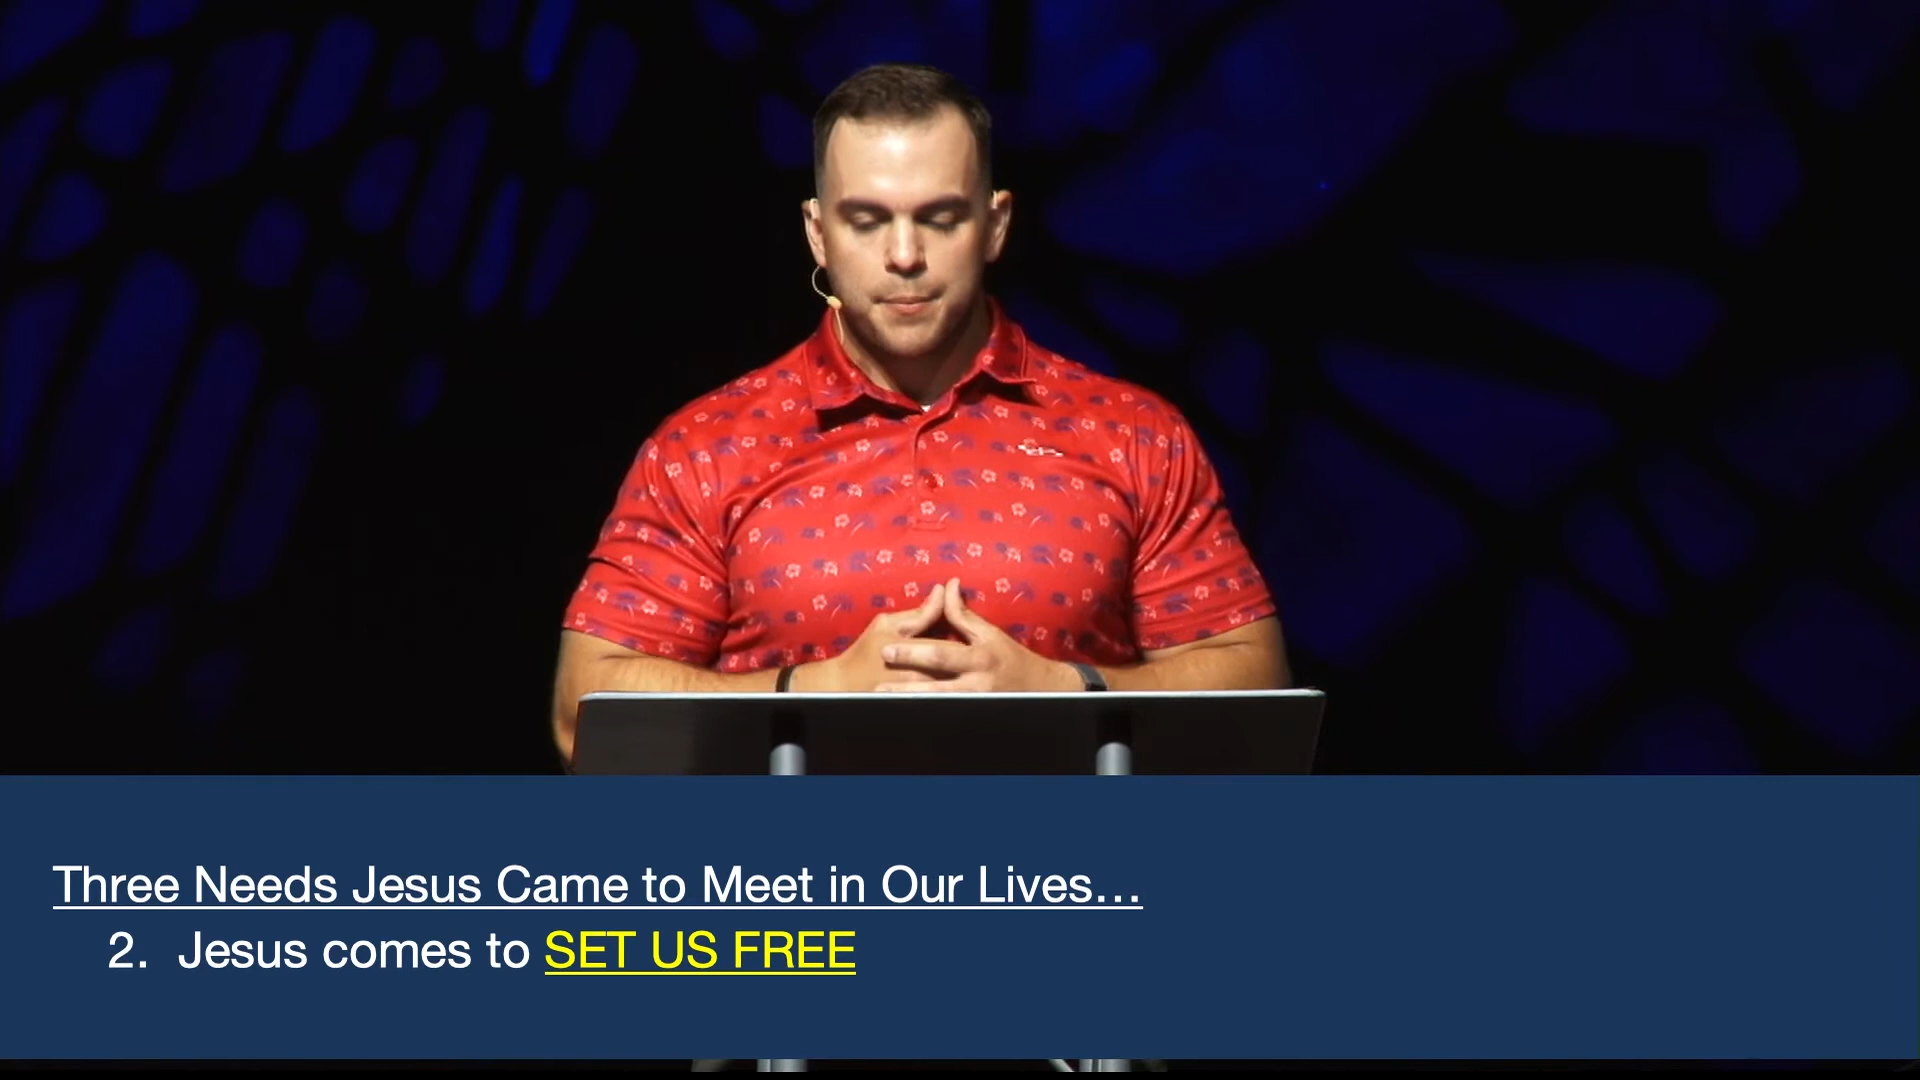 Three Needs Jesus Came to Meet in Our Lives…
2. Jesus comes to SET US FREE